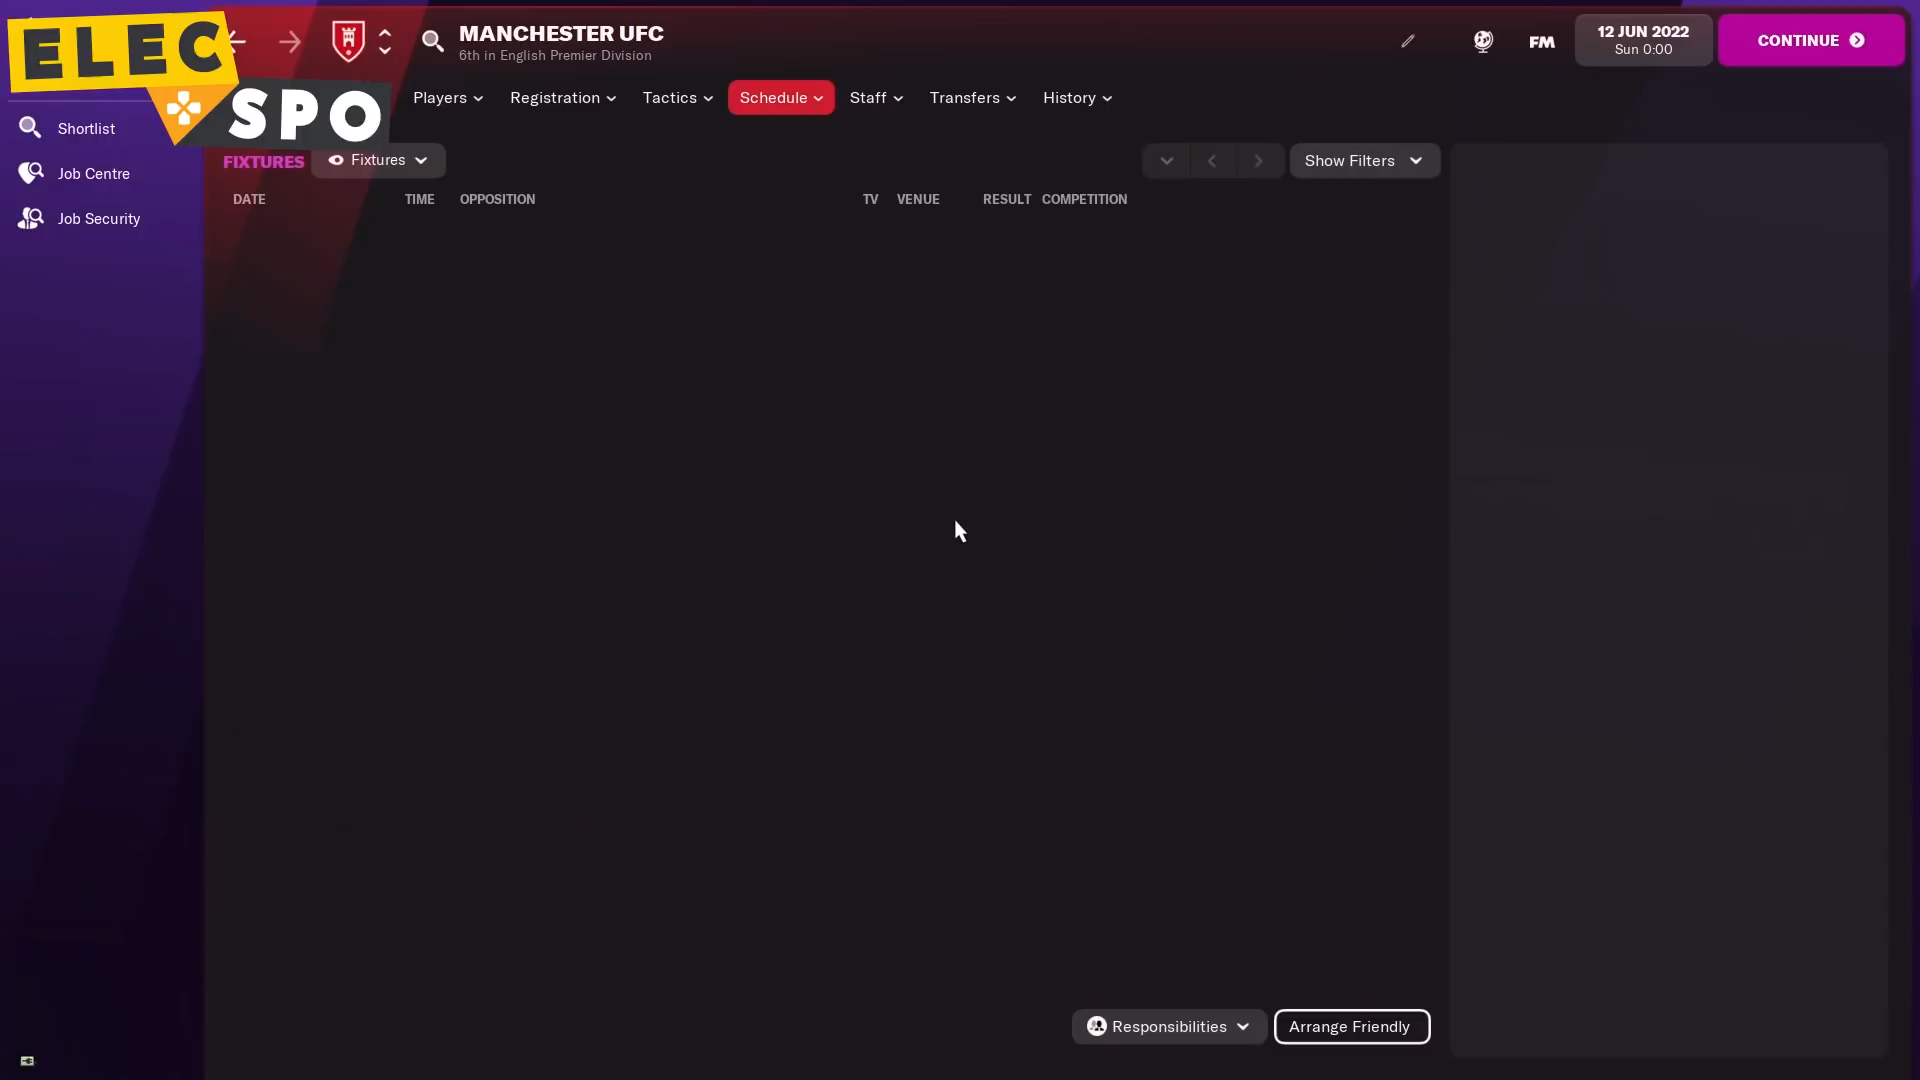 ELEC
SPO
MANCHESTER UFC
6th in English Premier Division
FM
12 JUN 2022
Sun 0:00
CONTINUE
Players
Registration
Tactics
Schedule
Staff
Transfers
History
Shortlist
Job Centre
Job Security
FIXTURES
Fixtures
Show Filters
DATE
TIME
OPPOSITION
TV
VENUE
RESULT
COMPETITION
Responsibilities
Arrange Friendly